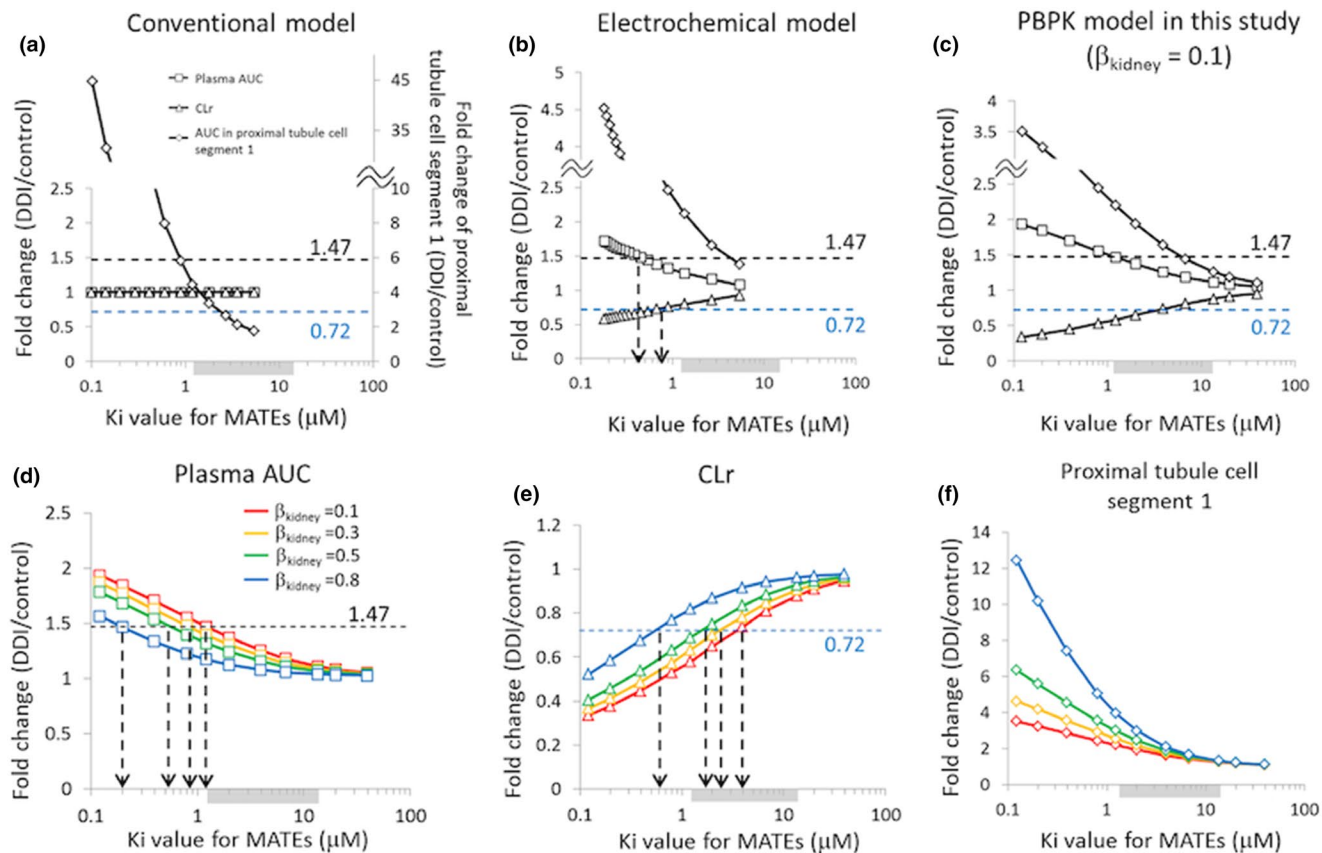 (a)
Conventional model
Fold change (DDI/control)
2.5
2
1.5
1
0.5
0
Plasma AUC
CLr
AUC in proximal tubule cell
segment 1
1.47
0.72
45
35
10
8
6
4
2
0
Fold change of proximal
tubule cell segment 1 (DDI/control)
0.1
1
10
100
Ki value for MATEs (μM)
(b)
Electrochemical model
Fold change (DDI/control)
5
4.5
4
2.5
2
1.5
1
0.5
0
1.47
0.72
0.1
1
10
100
Ki value for MATEs (μM)
(c)
PBPK model in this study
(βkidney = 0.1)
Fold change (DDI/control)
4
3.5
3
2.5
2
1.5
1
0.5
0
1.47
0.72
0.1
1
10
100
Ki value for MATEs (μM)
(d)
Plasma AUC
Fold change (DDI/control)
2.5
2
1.5
1
0.5
0
βkidney =0.1
βkidney =0.3
βkidney =0.5
βkidney =0.8
1.47
0.1
1
10
100
Ki value for MATEs (μM)
(e)
CLr
Fold change (DDI/control)
1.2
1
0.8
0.6
0.4
0.2
0
0.72
0.1
1
10
100
Ki value for MATEs (μM)
(f)
Proximal tubule cell
segment 1
Fold change (DDI/control)
14
12
10
8
6
4
2
0
0.1
1
10
100
Ki value for MATEs (μM)